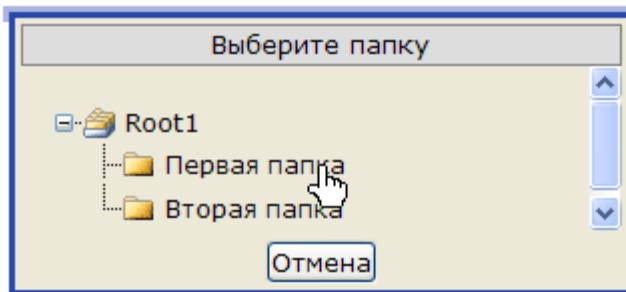 Выберите папку
Root1
Первая папка
Вторая папка
Отмена